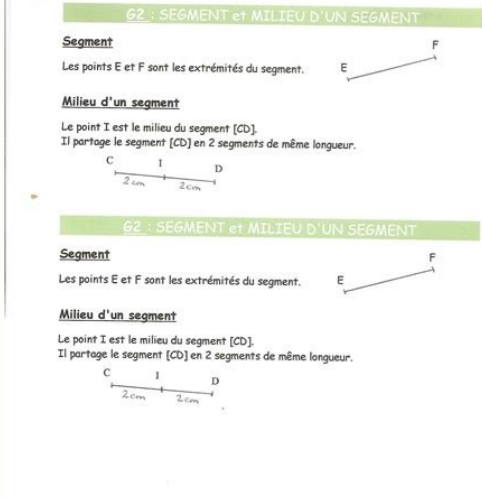 G2 : SEGMENT et MILIEU D'UN SEGMENT
Segment
F
Les points E et F sont les extrémités du segment.
E
Milieu d'un segment
Le point I est le milieu du segment [CD].
Il partage le segment [CD] en 2 segments de même longueur.
C I D
2 cm 2 cm
G2 : SEGMENT et MILIEU D'UN SEGMENT
Segment
F
Les points E et F sont les extrémités du segment.
E
Milieu d'un segment
Le point I est le milieu du segment [CD].
Il partage le segment [CD] en 2 segments de même longueur.
C I D
2 cm 2 cm